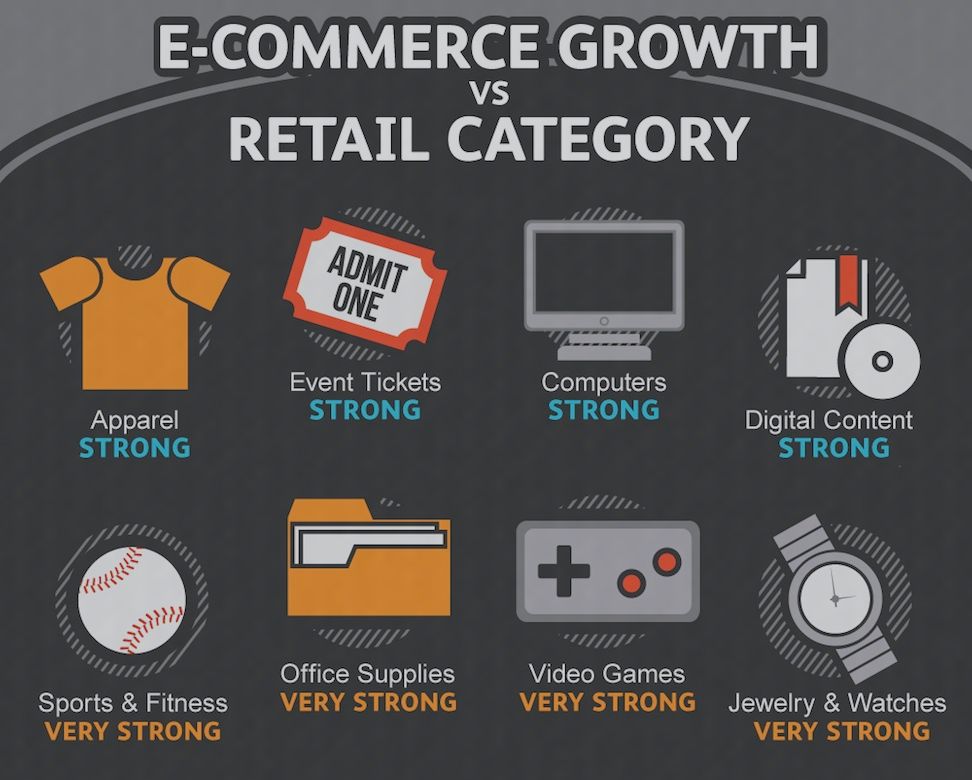 E-COMMERCE GROWTH
VS
RETAIL CATEGORY
ADMIT
ONE
Apparel
STRONG
Event Tickets
STRONG
Computers
STRONG
Digital Content
STRONG
Sports & Fitness
VERY STRONG
Office Supplies
VERY STRONG
Video Games
VERY STRONG
Jewelry & Watches
VERY STRONG